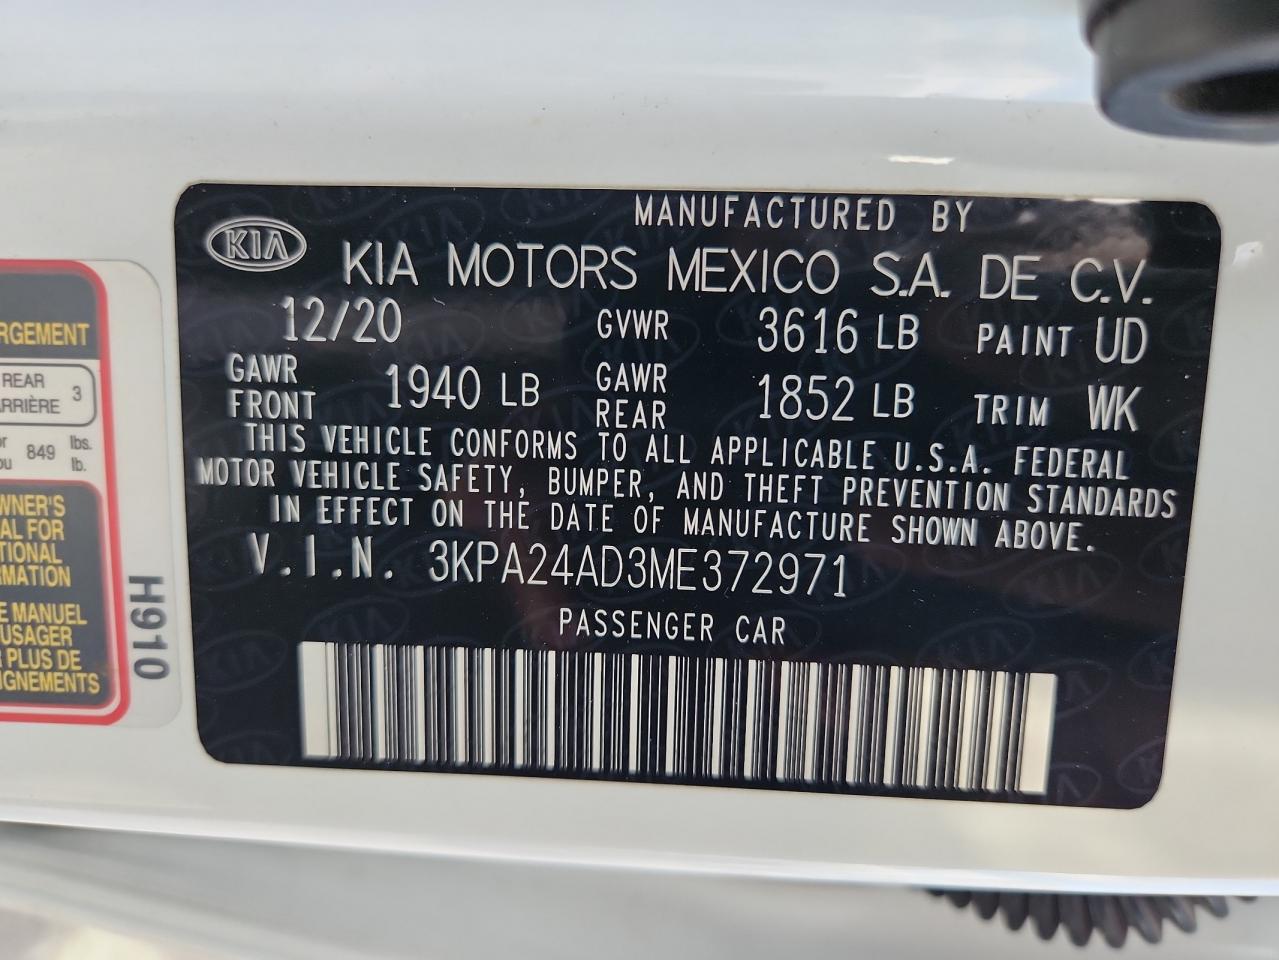 MANUFACTURED BY
KIA
KIA MOTORS MEXICO S.A. DE C.V.
12/20 GVWR 3616 LB PAINT UD
GAWR FRONT 1940 LB GAWR REAR 1852 LB TRIM WK
THIS VEHICLE CONFORMS TO ALL APPLICABLE U.S.A. FEDERAL
MOTOR VEHICLE SAFETY, BUMPER, AND THEFT PREVENTION STANDARDS
IN EFFECT ON THE DATE OF MANUFACTURE SHOWN ABOVE.
V.I.N. 3KPA24AD3ME372971
PASSENGER CAR
RGEMENT
REAR 3
RRIÈRE
or 849 lbs.
ou lb.
WNER'S
AL FOR
TIONAL
RMATION
E MANUEL
USAGER
R PLUS DE
IGNEMENTS
H910